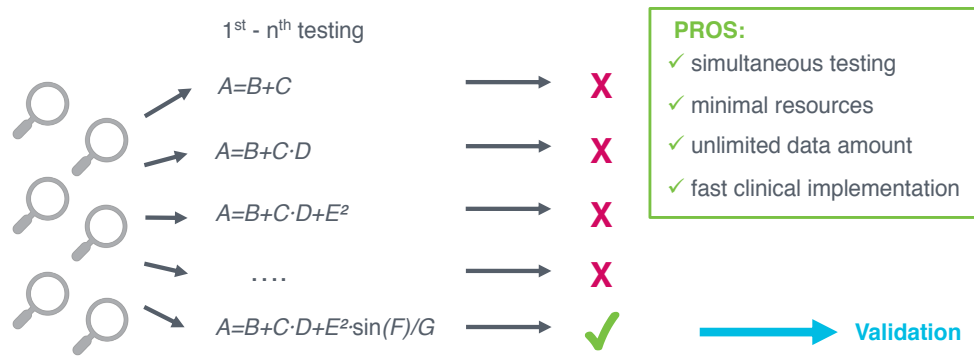 1st - nth testing
A=B+C
X
A=B+C·D
X
A=B+C·D+E²
X
....
X
A=B+C·D+E²·sin(F)/G
✓
Validation
PROS:
✓ simultaneous testing
✓ minimal resources
✓ unlimited data amount
✓ fast clinical implementation